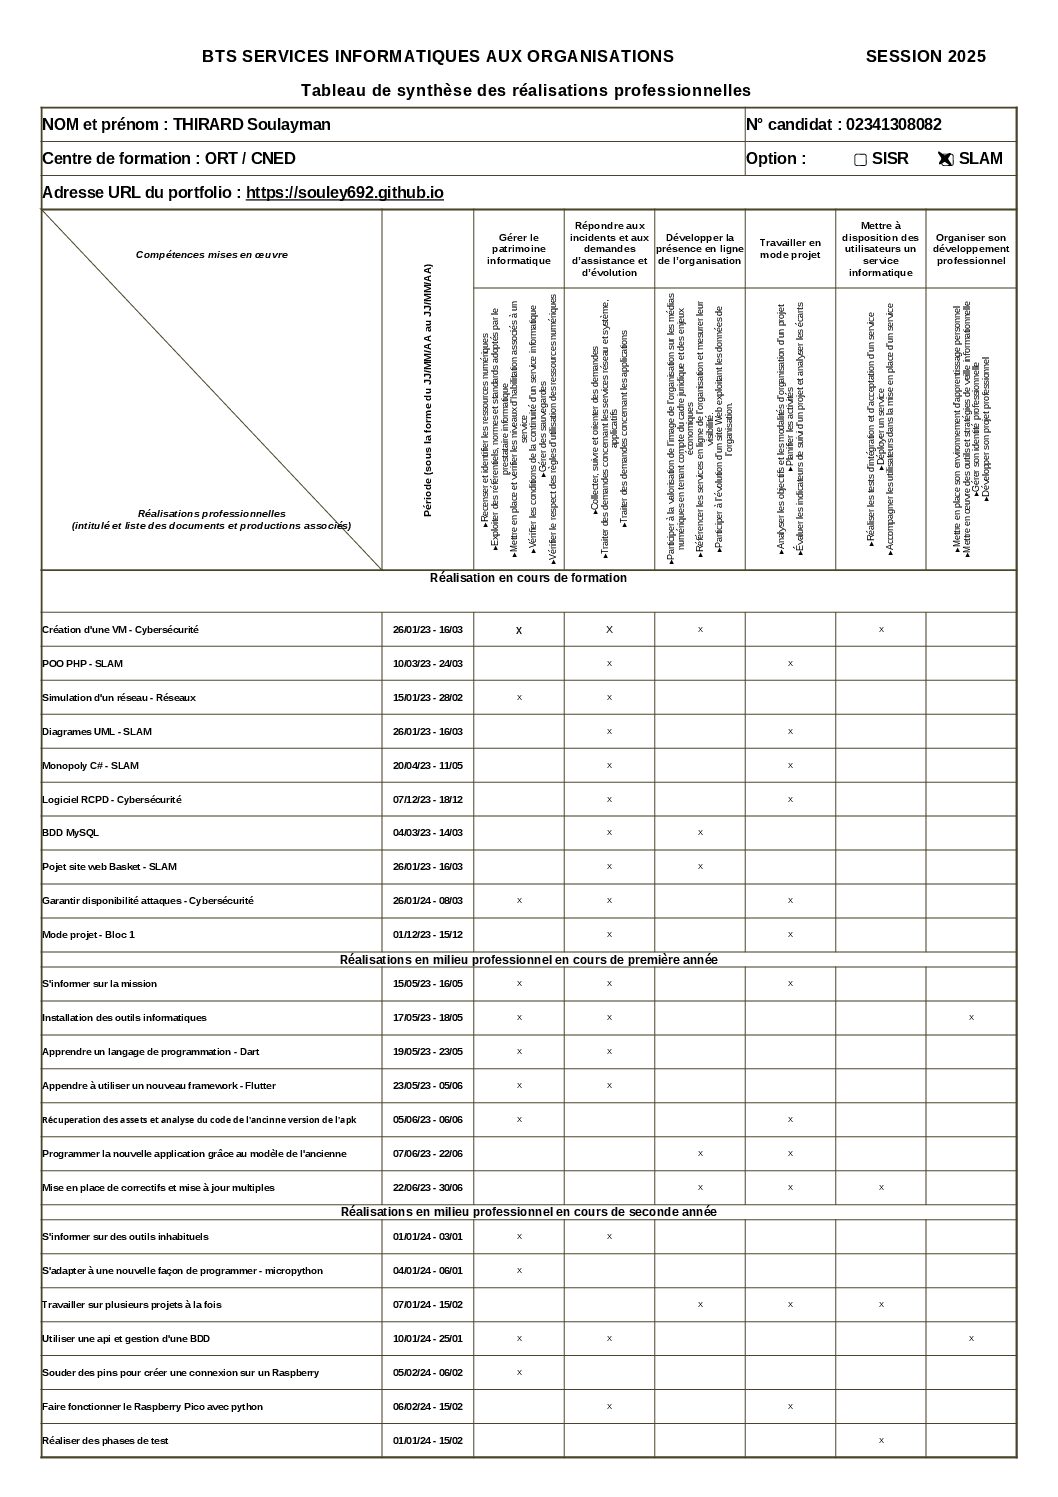 BTS SERVICES INFORMATIQUES AUX ORGANISATIONS SESSION 2025
Tableau de synthèse des réalisations professionnelles
NOM et prénom : THIRARD Soulayman N° candidat : 02341308082
Centre de formation : ORT / CNED Option : ▢ SISR ▢ SLAM
Adresse URL du portfolio : https://souley692.github.io
Compétences mises en œuvre
Réalisations professionnelles
(intitulé et liste des documents et productions associés)
Période (sous la forme du JJ/MM/AA au JJ/MM/AA)
Gérer le
patrimoine
informatique
Répondre aux
incidents et aux
demandes
d'assistance et
d'évolution
Développer la
présence en ligne
de l'organisation
Travailler en
mode projet
Mettre à
disposition des
utilisateurs un
service
informatique
Organiser son
développement
professionnel
▸Recenser et identifier les ressources numériques
▸Exploiter des référentiels, normes et standards adoptés par le
prestataire informatique
▸Mettre en place et vérifier les niveaux d'habilitation associés à un
service
▸Vérifier les conditions de la continuité d'un service informatique
▸Gérer des sauvegardes
▸Vérifier le respect des règles d'utilisation des ressources numériques
▸Collecter, suivre et orienter des demandes
▸Traiter des demandes concernant les services réseau et système,
applicatifs
▸Traiter des demandes concernant les applications
▸Participer à la valorisation de l'image de l'organisation sur les médias
numériques en tenant compte du cadre juridique et des enjeux
économiques
▸Référencer les services en ligne de l'organisation et mesurer leur
visibilité.
▸Participer à l'évolution d'un site Web exploitant les données de
l'organisation.
▸Analyser les objectifs et les modalités d'organisation d'un projet
▸Planifier les activités
▸Évaluer les indicateurs de suivi d'un projet et analyser les écarts
▸Réaliser les tests d'intégration et d'acceptation d'un service
▸Déployer un service
▸Accompagner les utilisateurs dans la mise en place d'un service
▸Mettre en place son environnement d'apprentissage personnel
▸Mettre en œuvre des outils et stratégies de veille informationnelle
▸Gérer son identité professionnelle
▸Développer son projet professionnel
Réalisation en cours de formation
Création d'une VM - Cybersécurité 26/01/23 - 16/03 X X X X
POO PHP - SLAM 10/03/23 - 24/03 X X
Simulation d'un réseau - Réseaux 15/01/23 - 28/02 X X
Diagrames UML - SLAM 26/01/23 - 16/03 X X
Monopoly C# - SLAM 20/04/23 - 11/05 X X
Logiciel RCPD - Cybersécurité 07/12/23 - 18/12 X X
BDD MySQL 04/03/23 - 14/03 X X
Pojet site web Basket - SLAM 26/01/23 - 16/03 X X
Garantir disponibilité attaques - Cybersécurité 26/01/24 - 08/03 X X X
Mode projet - Bloc 1 01/12/23 - 15/12 X X
Réalisations en milieu professionnel en cours de première année
S'informer sur la mission 15/05/23 - 16/05 X X X
Installation des outils informatiques 17/05/23 - 18/05 X X X
Apprendre un langage de programmation - Dart 19/05/23 - 23/05 X X
Appendre à utiliser un nouveau framework - Flutter 23/05/23 - 05/06 X X
Récuperation des assets et analyse du code de l'ancinne version de l'apk 05/06/23 - 06/06 X X
Programmer la nouvelle application grâce au modèle de l'ancienne 07/06/23 - 22/06 X X
Mise en place de correctifs et mise à jour multiples 22/06/23 - 30/06 X X X
Réalisations en milieu professionnel en cours de seconde année
S'informer sur des outils inhabituels 01/01/24 - 03/01 X X
S'adapter à une nouvelle façon de programmer - micropython 04/01/24 - 06/01 X
Travailler sur plusieurs projets à la fois 07/01/24 - 15/02 X X X
Utiliser une api et gestion d'une BDD 10/01/24 - 25/01 X X X
Souder des pins pour créer une connexion sur un Raspberry 05/02/24 - 06/02 X
Faire fonctionner le Raspberry Pico avec python 06/02/24 - 15/02 X X
Réaliser des phases de test 01/01/24 - 15/02 X